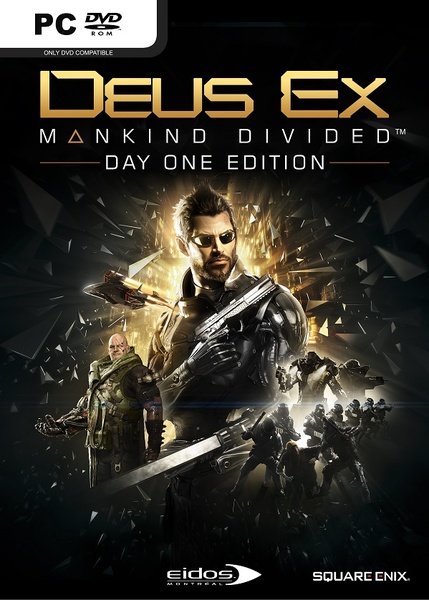 PC DVD
ROM
ONLY DVD COMPATIBLE
DEUS EX
MANKIND DIVIDED™
DAY ONE EDITION
eidos
MONTRÉAL
SQUARE ENIX.